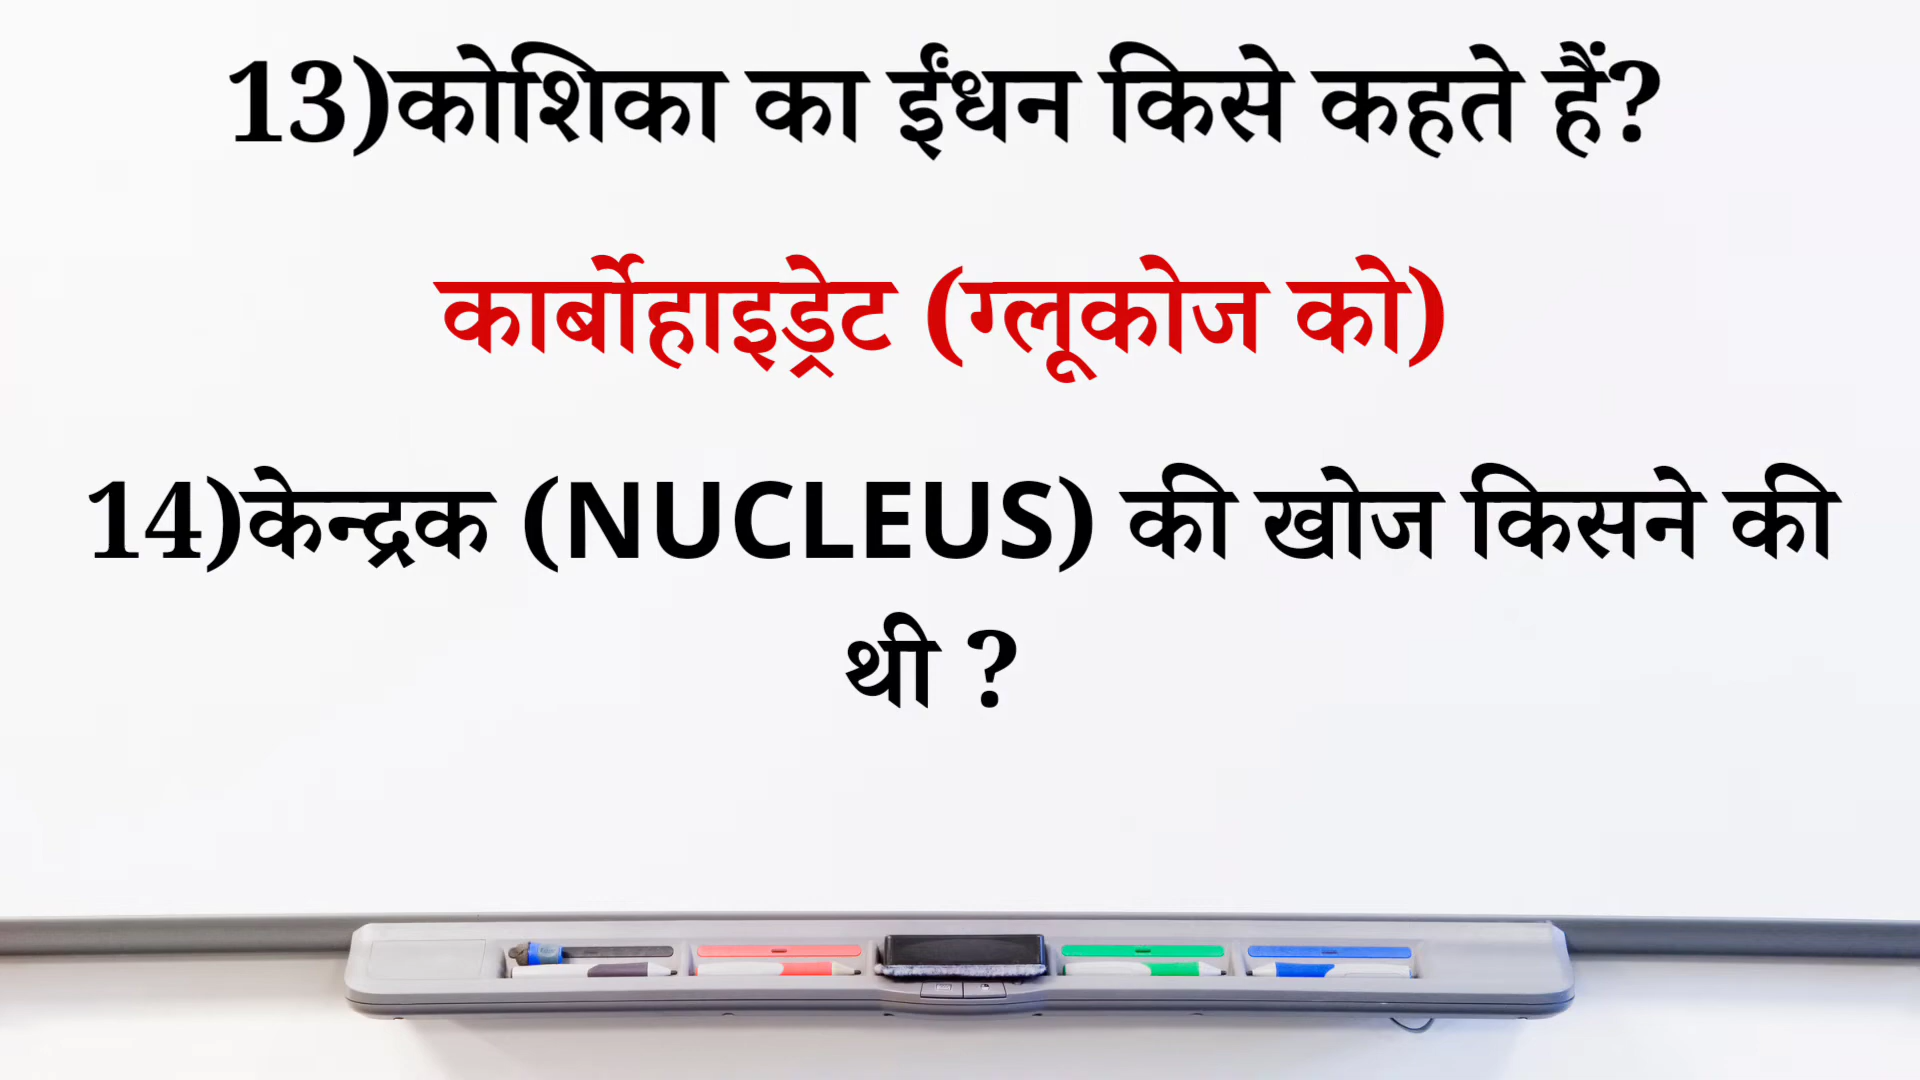 13)कोशिका का ईंधन किसे कहते हैं?
कार्बोहाइड्रेट (ग्लूकोज को)
14)केन्द्रक (NUCLEUS) की खोज किसने की
थी ?